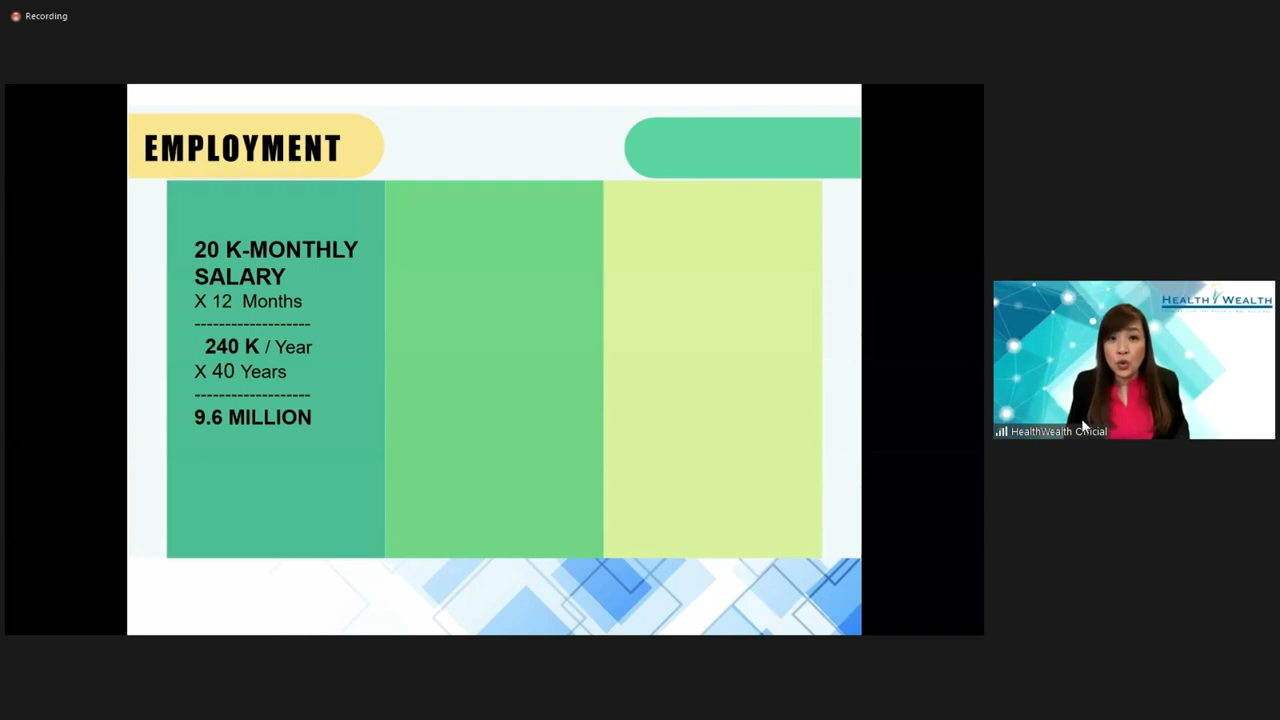 Recording
EMPLOYMENT
20 K-MONTHLY
SALARY
X 12 Months
-------------------
240 K / Year
X 40 Years
-------------------
9.6 MILLION
HEALTH WEALTH
HealthWealth Official